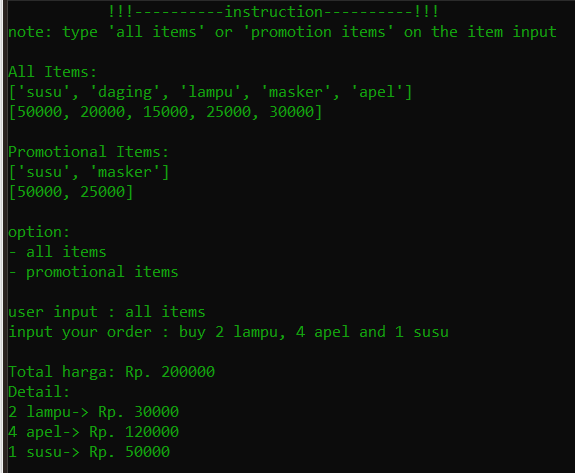 !!!----------instruction----------!!!
note: type 'all items' or 'promotion items' on the item input
All Items:
['susu', 'daging', 'lampu', 'masker', 'apel']
[50000, 20000, 15000, 25000, 30000]
Promotional Items:
['susu', 'masker']
[50000, 25000]
option:
- all items
- promotional items
user input : all items
input your order : buy 2 lampu, 4 apel and 1 susu
Total harga: Rp. 200000
Detail:
2 lampu-> Rp. 30000
4 apel-> Rp. 120000
1 susu-> Rp. 50000